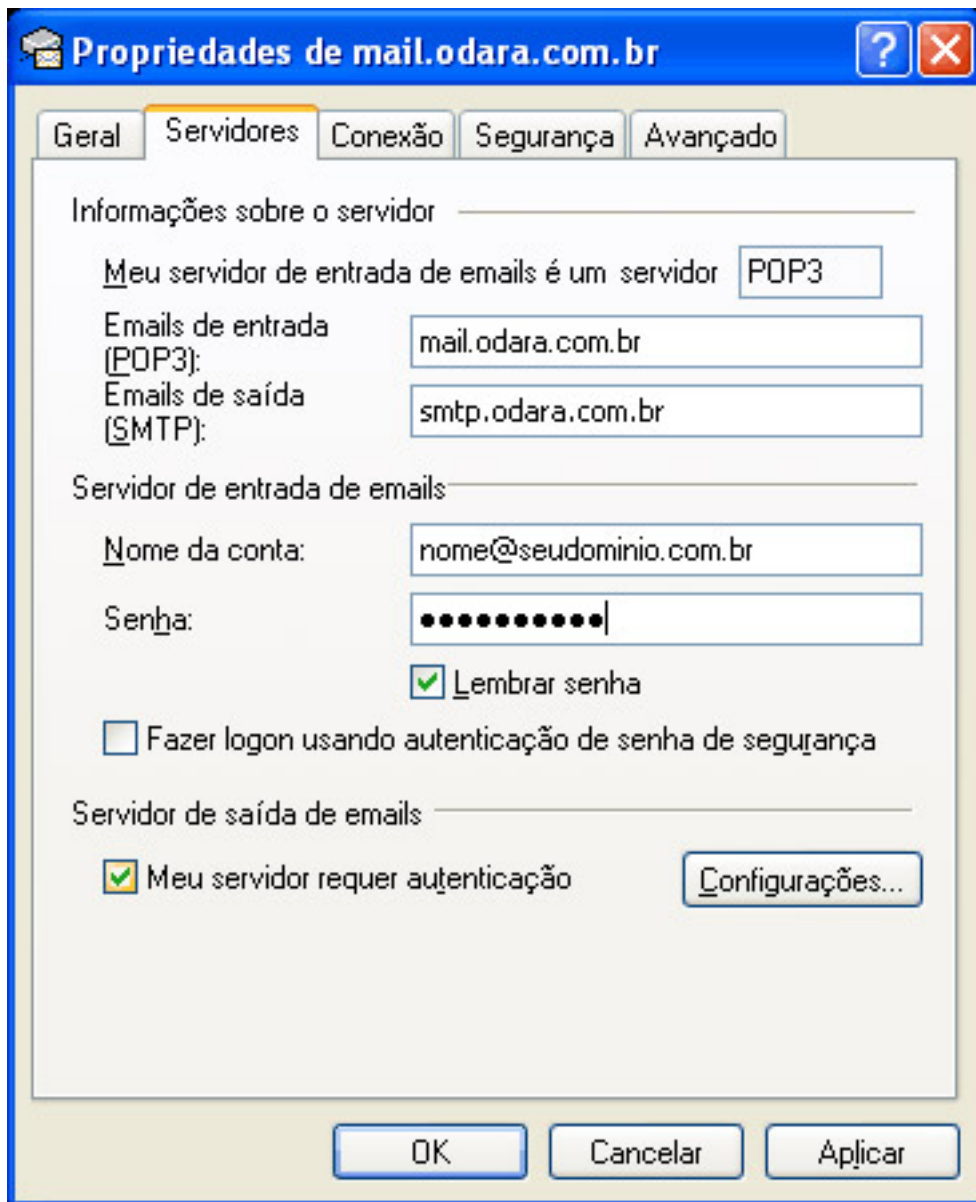 Propriedades de mail.odara.com.br
Geral Servidores Conexão Segurança Avançado
Informações sobre o servidor
Meu servidor de entrada de emails é um servidor POP3
Emails de entrada
(POP3): mail.odara.com.br
Emails de saída
(SMTP): smtp.odara.com.br
Servidor de entrada de emails
Nome da conta: nome@seudominio.com.br
Senha: ●●●●●●●●●●
Lembrar senha
Fazer logon usando autenticação de senha de segurança
Servidor de saída de emails
Meu servidor requer autenticação Configurações...
OK Cancelar Aplicar